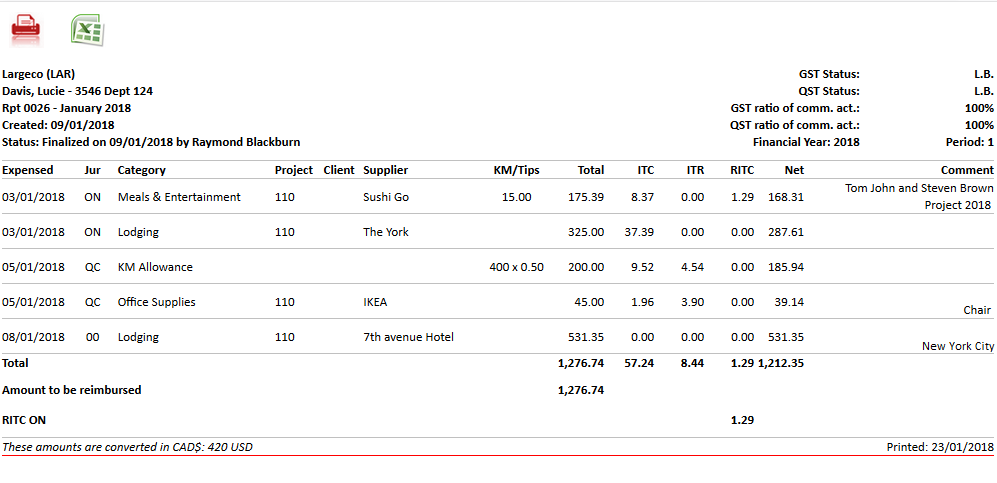 Largeco (LAR) GST Status: L.B.
Davis, Lucie - 3546 Dept 124 QST Status: L.B.
Rpt 0026 - January 2018 GST ratio of comm. act.: 100%
Created: 09/01/2018 QST ratio of comm. act.: 100%
Status: Finalized on 09/01/2018 by Raymond Blackburn Financial Year: 2018 Period: 1
Expensed Jur Category Project Client Supplier KM/Tips Total ITC ITR RITC Net Comment
03/01/2018 ON Meals & Entertainment 110 Sushi Go 15.00 175.39 8.37 0.00 1.29 168.31 Tom John and Steven Brown
Project 2018
03/01/2018 ON Lodging 110 The York 325.00 37.39 0.00 0.00 287.61
05/01/2018 QC KM Allowance 400 x 0.50 200.00 9.52 4.54 0.00 185.94
05/01/2018 QC Office Supplies 110 IKEA 45.00 1.96 3.90 0.00 39.14 Chair
08/01/2018 00 Lodging 110 7th avenue Hotel 531.35 0.00 0.00 0.00 531.35 New York City
Total 1,276.74 57.24 8.44 1.29 1,212.35
Amount to be reimbursed 1,276.74
RITC ON 1.29
These amounts are converted in CAD$: 420 USD Printed: 23/01/2018